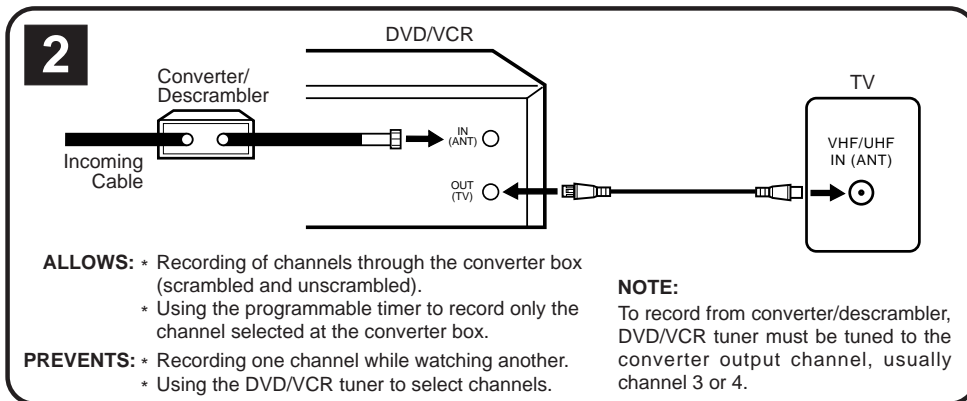 2
DVD/VCR
Converter/
Descrambler
TV
IN
(ANT)
VHF/UHF
IN (ANT)
Incoming
Cable
OUT
(TV)
ALLOWS: * Recording of channels through the converter box
(scrambled and unscrambled).
* Using the programmable timer to record only the
channel selected at the converter box.
PREVENTS: * Recording one channel while watching another.
* Using the DVD/VCR tuner to select channels.
NOTE:
To record from converter/descrambler,
DVD/VCR tuner must be tuned to the
converter output channel, usually
channel 3 or 4.